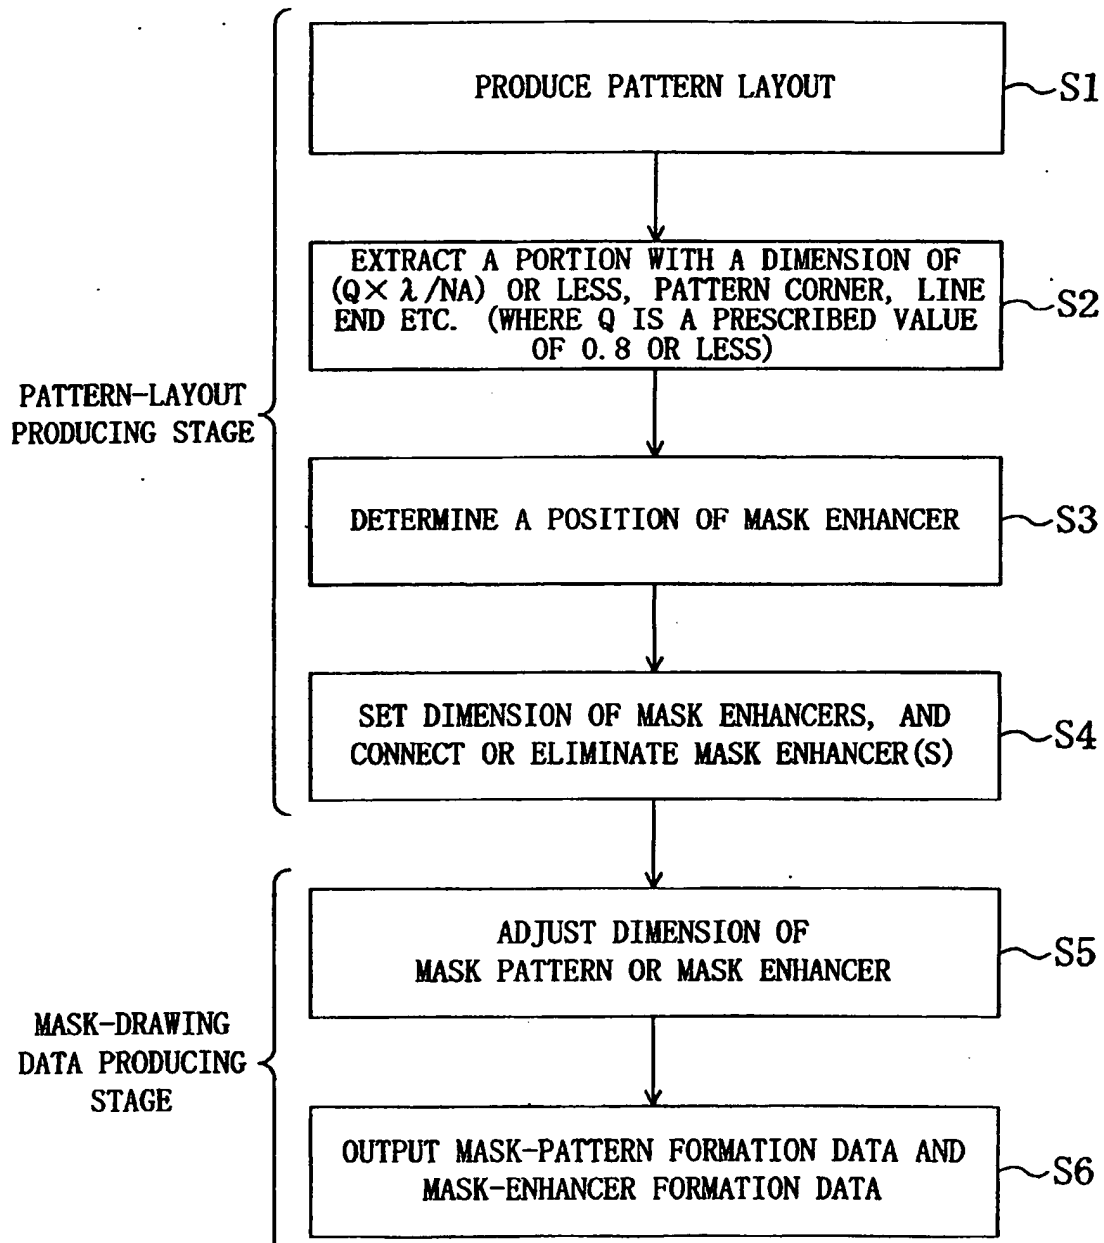 PRODUCE PATTERN LAYOUT
S1
EXTRACT A PORTION WITH A DIMENSION OF
(Q× λ/NA) OR LESS, PATTERN CORNER, LINE
END ETC. (WHERE Q IS A PRESCRIBED VALUE
OF 0.8 OR LESS)
S2
PATTERN-LAYOUT
PRODUCING STAGE
DETERMINE A POSITION OF MASK ENHANCER
S3
SET DIMENSION OF MASK ENHANCERS, AND
CONNECT OR ELIMINATE MASK ENHANCER(S)
S4
ADJUST DIMENSION OF
MASK PATTERN OR MASK ENHANCER
S5
MASK-DRAWING
DATA PRODUCING
STAGE
OUTPUT MASK-PATTERN FORMATION DATA AND
MASK-ENHANCER FORMATION DATA
S6